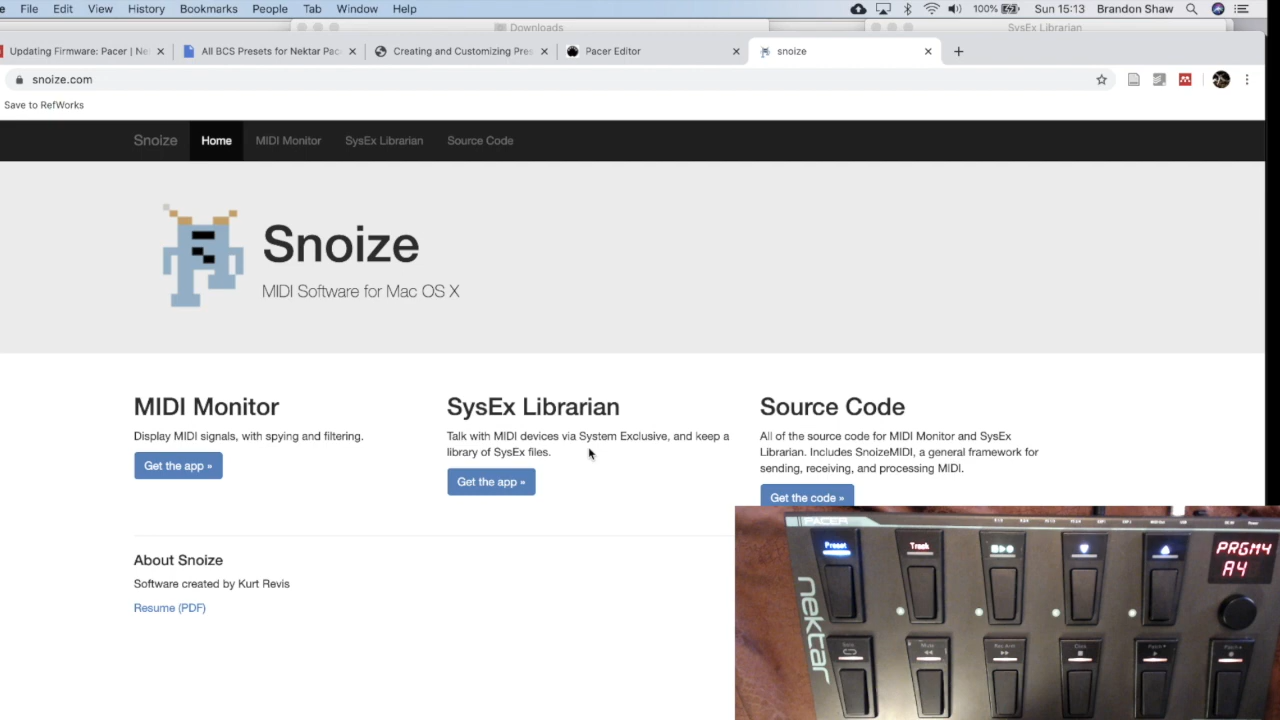 File Edit View History Bookmarks People Tab Window Help
100%
Sun 15:13 Brandon Shaw
Downloads
SysEx Librarian
Updating Firmware: Pacer | Ne
All BCS Presets for Nektar Pac
Creating and Customizing Pres
Pacer Editor
snoize
snoize.com
Save to RefWorks
Snoize Home MIDI Monitor SysEx Librarian Source Code
Snoize
MIDI Software for Mac OS X
MIDI Monitor
Display MIDI signals, with spying and filtering.
Get the app »
SysEx Librarian
Talk with MIDI devices via System Exclusive, and keep a
library of SysEx files.
Get the app »
Source Code
All of the source code for MIDI Monitor and SysEx
Librarian. Includes SnoizeMIDI, a general framework for
sending, receiving, and processing MIDI.
Get the code »
About Snoize
Software created by Kurt Revis
Resume (PDF)
PACER
Preset
Track
PRGM4
A4
nektar
Mute
Rec Arm
Click